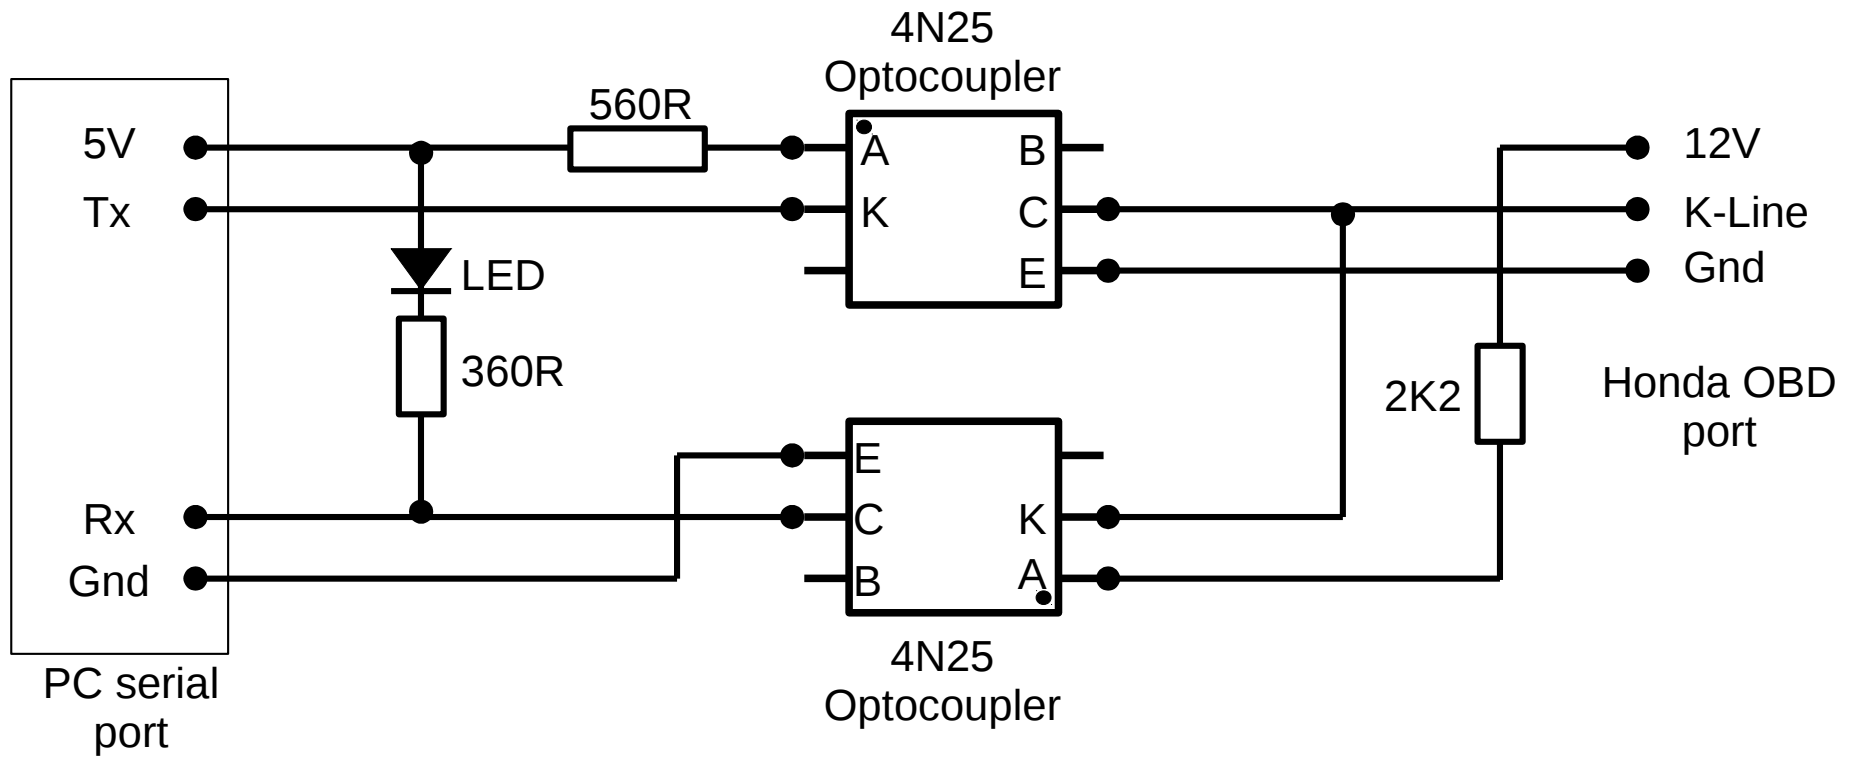 4N25
Optocoupler
560R
5V
A
B
12V
Tx
K
C
K-Line
E
Gnd
LED
360R
2K2
Honda OBD
port
E
Rx
C
K
Gnd
B
A
4N25
Optocoupler
PC serial
port